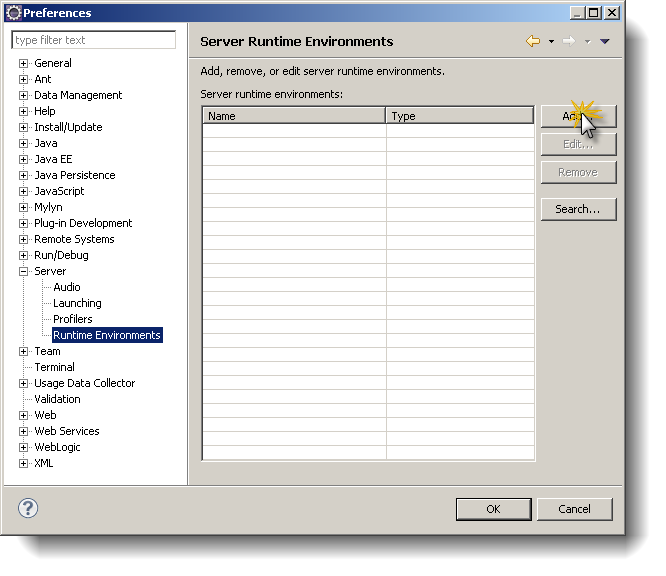 Preferences
type filter text
General
Ant
Data Management
Help
Install/Update
Java
Java EE
Java Persistence
JavaScript
Mylyn
Plug-in Development
Remote Systems
Run/Debug
Server
Audio
Launching
Profilers
Runtime Environments
Team
Terminal
Usage Data Collector
Validation
Web
Web Services
WebLogic
XML
Server Runtime Environments
Add, remove, or edit server runtime environments.
Server runtime environments:
Name Type
Add...
Edit...
Remove
Search...
?
OK Cancel